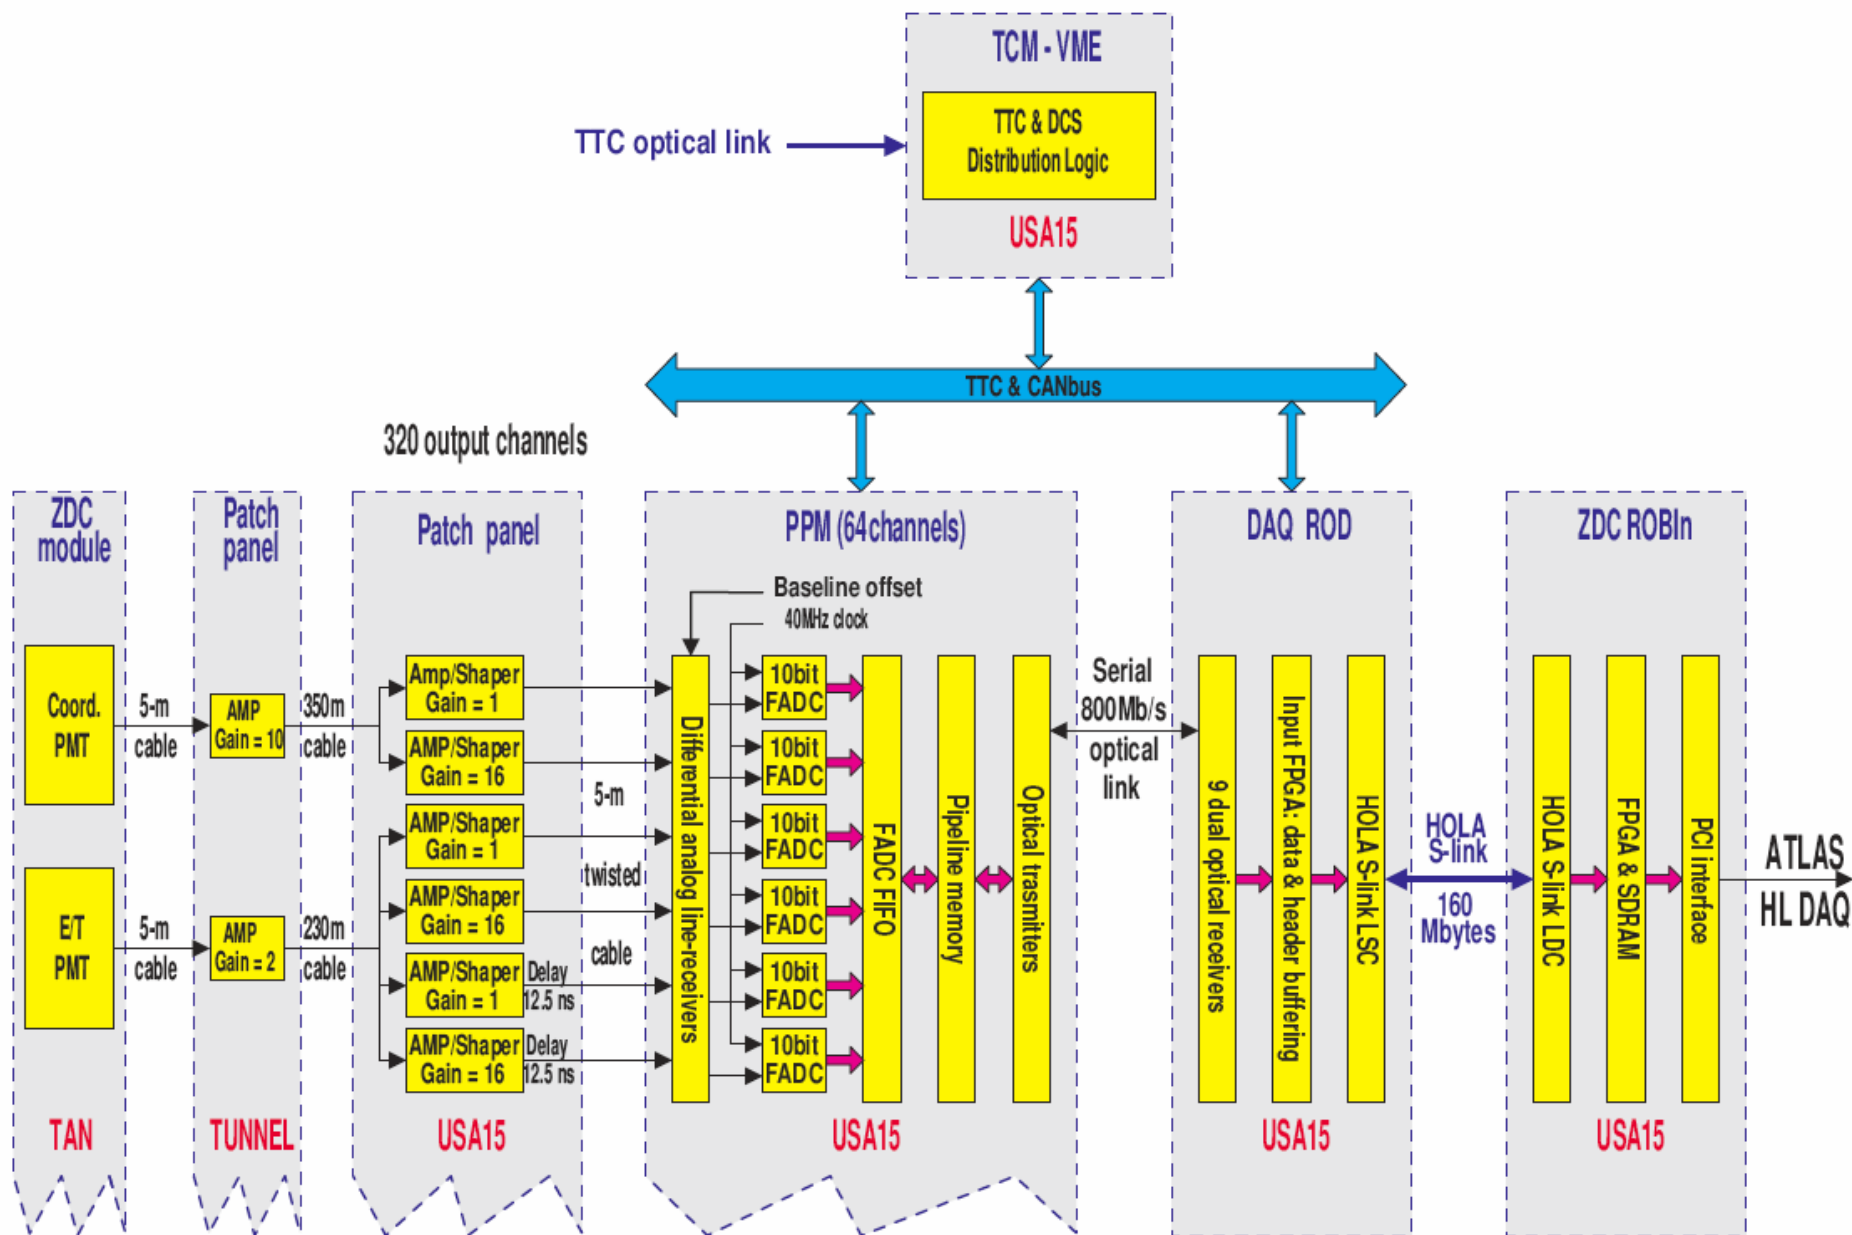 TCM - VME
TTC & DCS
Distribution Logic
USA15
TTC optical link
TTC & CANbus
320 output channels
ZDC
module
Coord.
PMT
E/T
PMT
TAN
5-m
cable
5-m
cable
Patch
panel
AMP
Gain = 10
AMP
Gain = 2
TUNNEL
350m
cable
230m
cable
Patch panel
Amp/Shaper
Gain = 1
AMP/Shaper
Gain = 16
AMP/Shaper
Gain = 1
AMP/Shaper
Gain = 16
AMP/Shaper
Gain = 1
Delay
12.5 ns
AMP/Shaper
Gain = 16
Delay
12.5 ns
USA15
5-m
twisted
cable
PPM (64channels)
Baseline offset
40MHz clock
Differential analog line-receivers
10bit
FADC
10bit
FADC
10bit
FADC
10bit
FADC
10bit
FADC
10bit
FADC
FADC FIFO
Pipeline memory
Optical trasmitters
USA15
Serial
800Mb/s
optical
link
DAQ ROD
9 dual optical receivers
Input FPGA: data & header buffering
HOLA S-link LSC
USA15
HOLA
S-link
160
Mbytes
ZDC ROBIn
HOLA S-link LDC
FPGA & SDRAM
PCI interface
USA15
ATLAS
HL DAQ